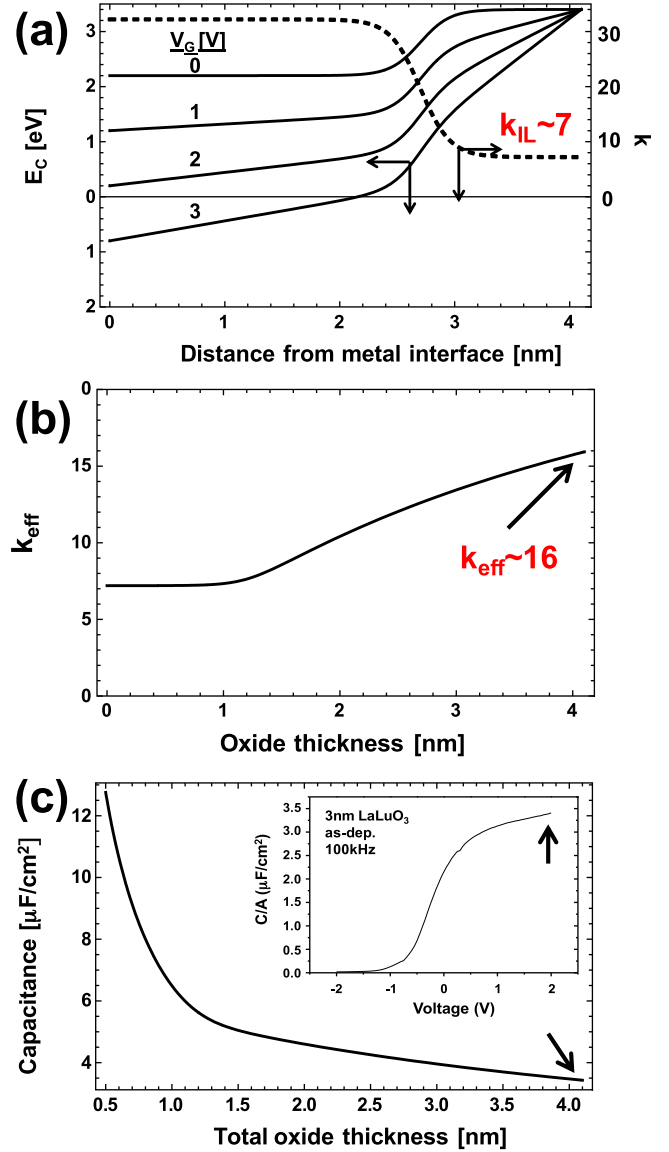 (a)
V_G [V]
0
1
2
3
k_IL~7
E_C [eV]
3
2
1
0
1
2
k
30
20
10
0
0 1 2 3 4
Distance from metal interface [nm]
(b)
0
15
10
5
0
k_eff
k_eff~16
0 1 2 3 4
Oxide thickness [nm]
(c)
12
10
8
6
4
Capacitance [µF/cm²]
3nm LaLuO₃
as-dep.
100kHz
3.5
3.0
2.5
2.0
1.5
1.0
0.5
0.0
C/A (µF/cm²)
-2 -1 0 1 2
Voltage (V)
0.5 1.0 1.5 2.0 2.5 3.0 3.5 4.0
Total oxide thickness [nm]